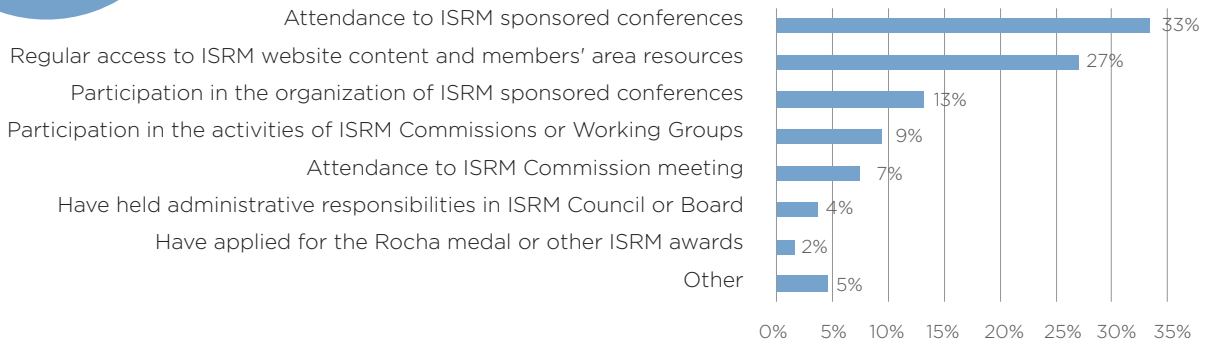 Attendance to ISRM sponsored conferences 33%
Regular access to ISRM website content and members' area resources 27%
Participation in the organization of ISRM sponsored conferences 13%
Participation in the activities of ISRM Commissions or Working Groups 9%
Attendance to ISRM Commission meeting 7%
Have held administrative responsibilities in ISRM Council or Board 4%
Have applied for the Rocha medal or other ISRM awards 2%
Other 5%
0% 5% 10% 15% 20% 25% 30% 35%